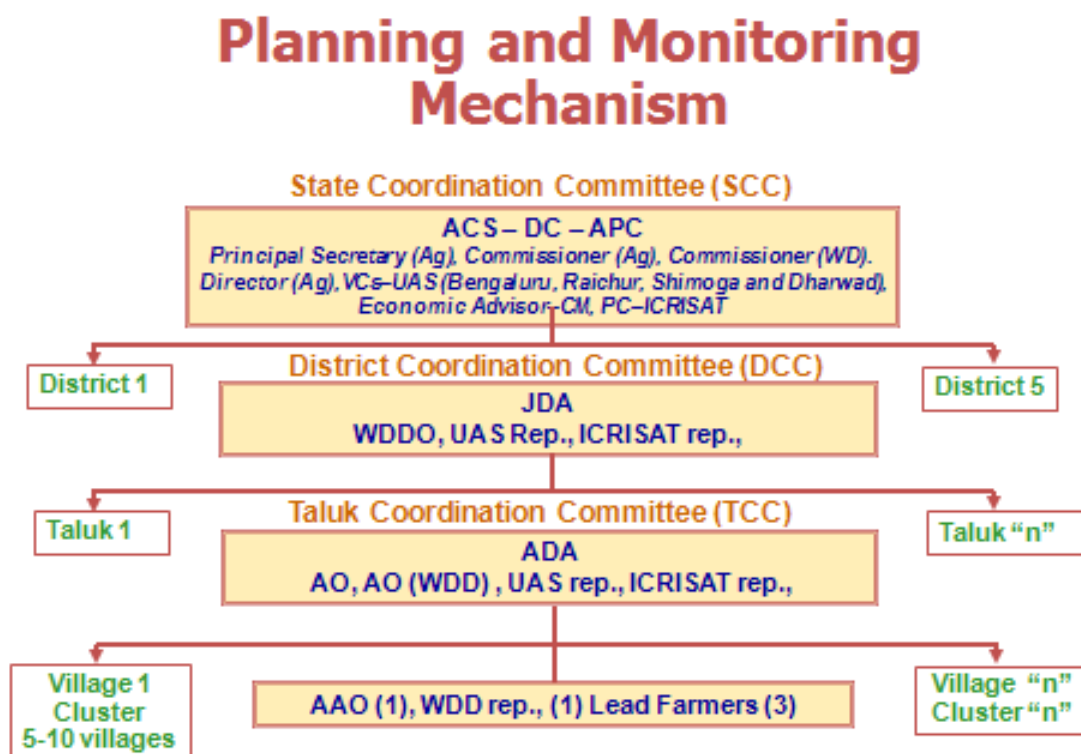 Planning and Monitoring
Mechanism
State Coordination Committee (SCC)
ACS – DC – APC
Principal Secretary (Ag), Commissioner (Ag), Commissioner (WD).
Director (Ag), VCs–UAS (Bengaluru, Raichur, Shimoga and Dharwad),
Economic Advisor-CM, PC–ICRISAT
District 1
District Coordination Committee (DCC)
District 5
JDA
WDDO, UAS Rep., ICRISAT rep.,
Taluk 1
Taluk Coordination Committee (TCC)
Taluk “n”
ADA
AO, AO (WDD) , UAS rep., ICRISAT rep.,
Village 1
Cluster
5-10 villages
AAO (1), WDD rep., (1) Lead Farmers (3)
Village “n”
Cluster “n”